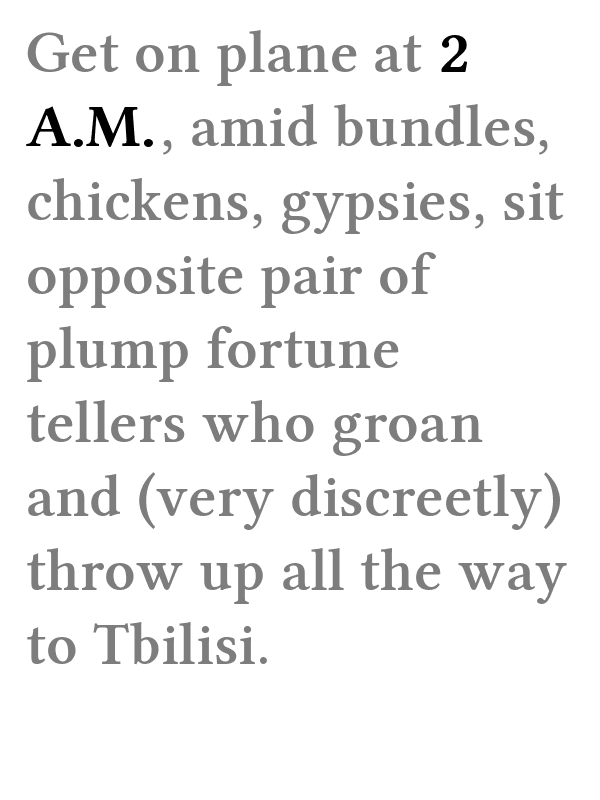 Get on plane at 2
A.M., amid bundles,
chickens, gypsies, sit
opposite pair of
plump fortune
tellers who groan
and (very discreetly)
throw up all the way
to Tbilisi.